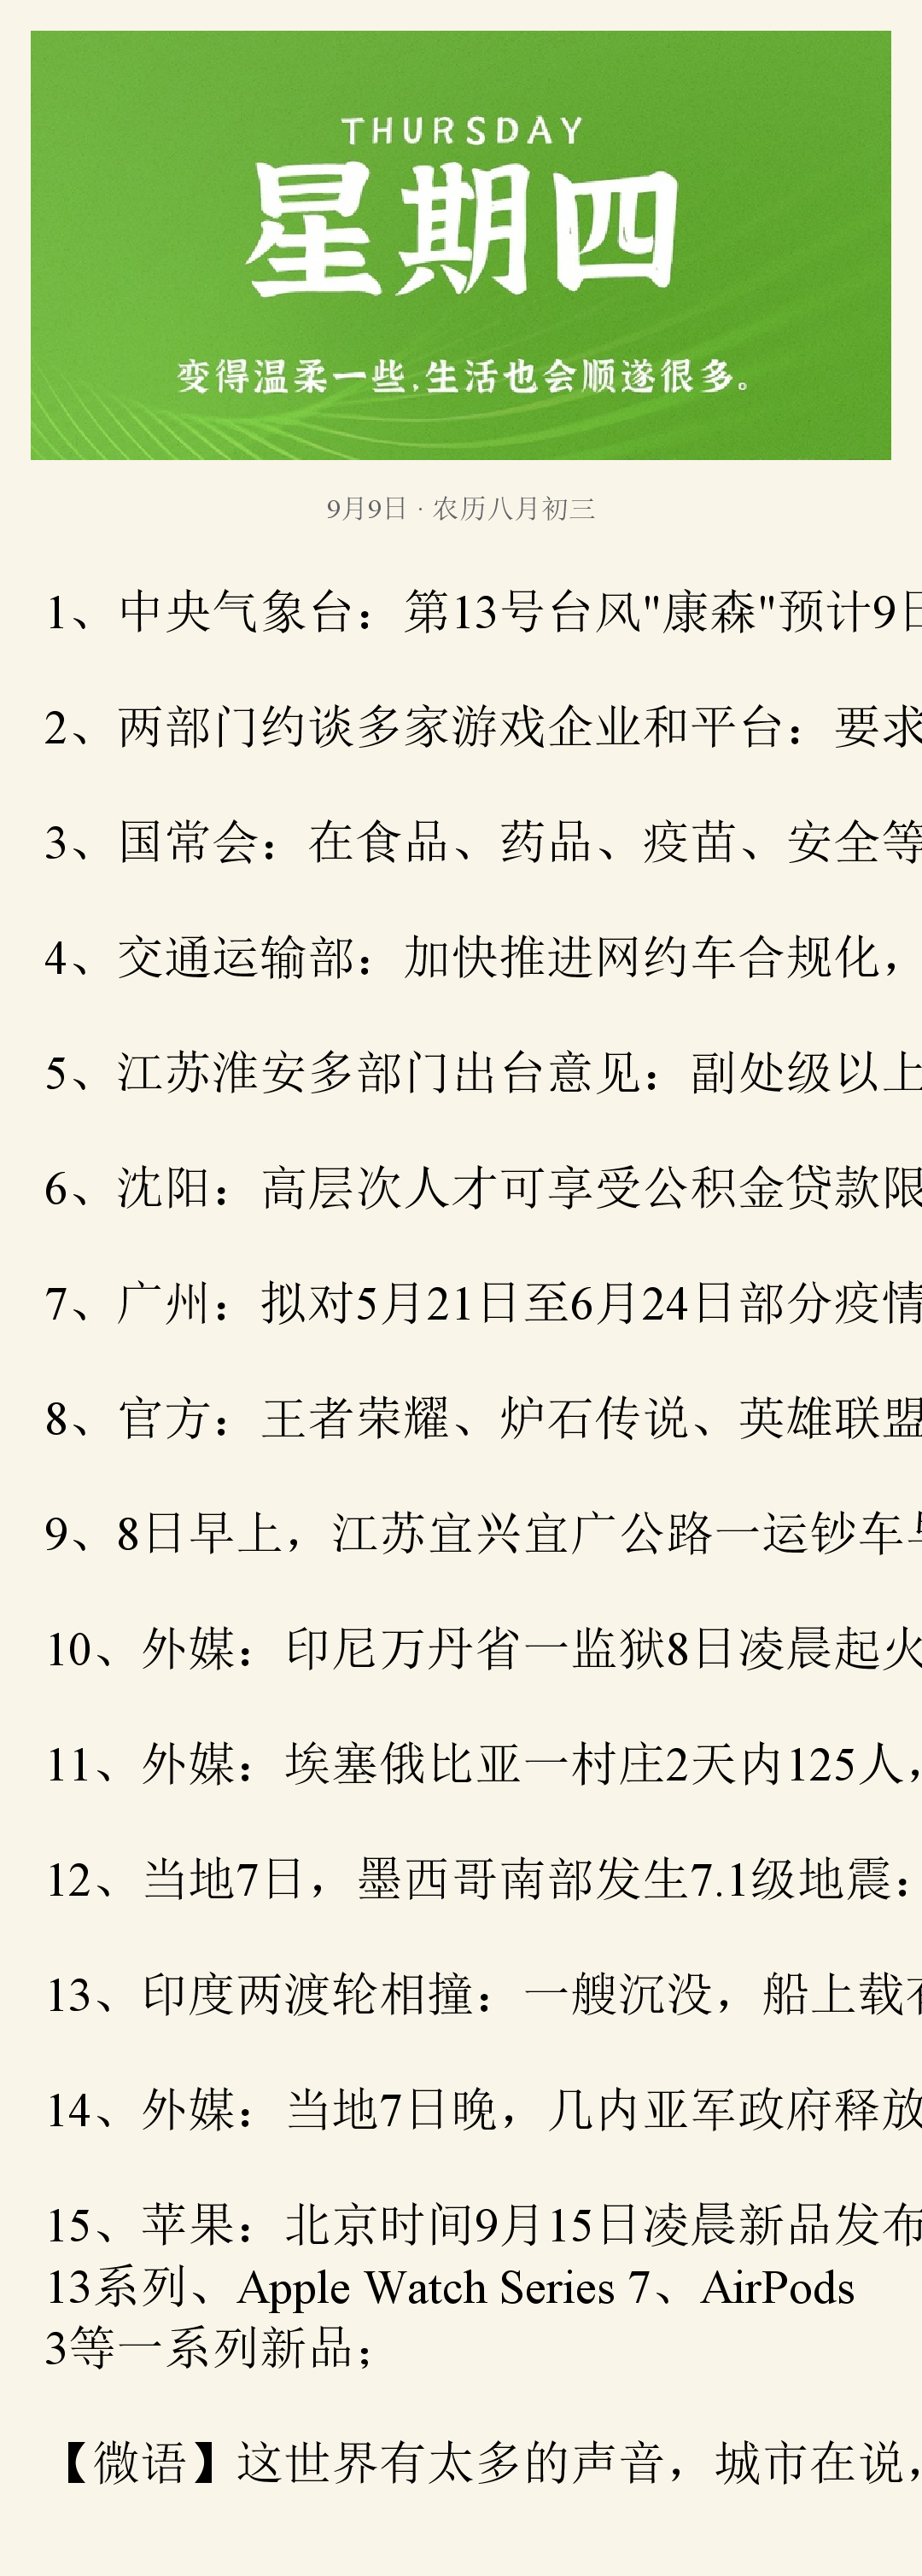 THURSDAY
星期四
变得温柔一些,生活也会顺遂很多。
9月9日 · 农历八月初三
1、中央气象台：第13号台风"康森"预计9日
2、两部门约谈多家游戏企业和平台：要求
3、国常会：在食品、药品、疫苗、安全等
4、交通运输部：加快推进网约车合规化，
5、江苏淮安多部门出台意见：副处级以上
6、沈阳：高层次人才可享受公积金贷款限
7、广州：拟对5月21日至6月24日部分疫情
8、官方：王者荣耀、炉石传说、英雄联盟
9、8日早上，江苏宜兴宜广公路一运钞车与
10、外媒：印尼万丹省一监狱8日凌晨起火
11、外媒：埃塞俄比亚一村庄2天内125人，
12、当地7日，墨西哥南部发生7.1级地震：
13、印度两渡轮相撞：一艘沉没，船上载有
14、外媒：当地7日晚，几内亚军政府释放
15、苹果：北京时间9月15日凌晨新品发布
13系列、Apple Watch Series 7、AirPods
3等一系列新品；
【微语】这世界有太多的声音，城市在说，